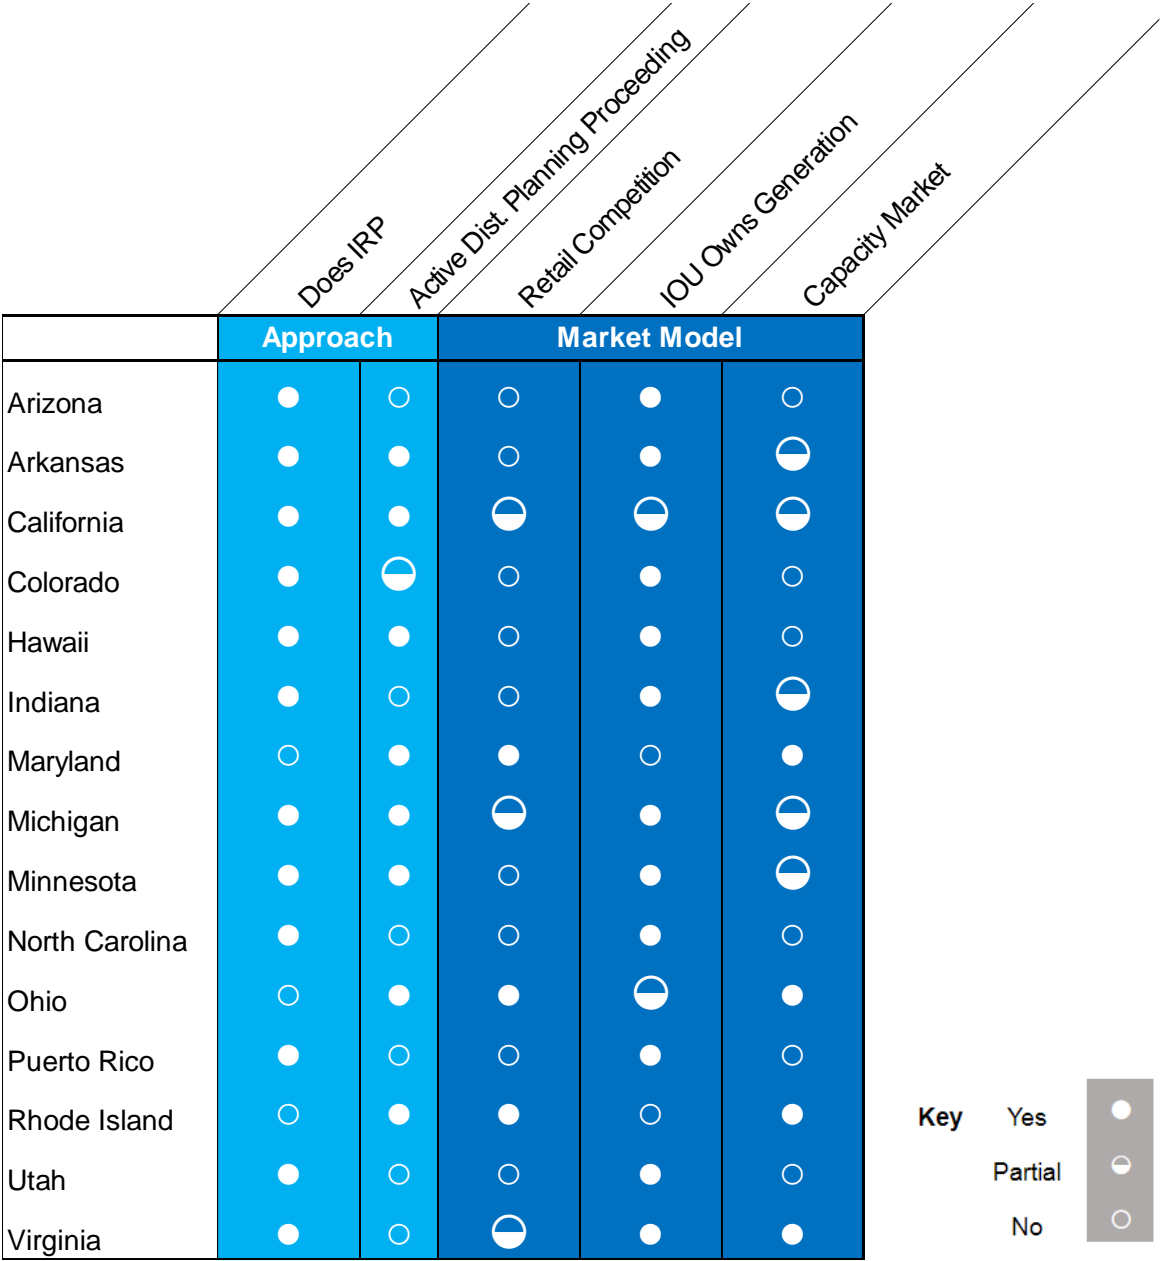 Does IRP
Active Dist. Planning Proceeding
Retail Competition
IOU Owns Generation
Capacity Market
Approach
Market Model
Arizona
Arkansas
California
Colorado
Hawaii
Indiana
Maryland
Michigan
Minnesota
North Carolina
Ohio
Puerto Rico
Rhode Island
Utah
Virginia
Key Yes
Partial
No